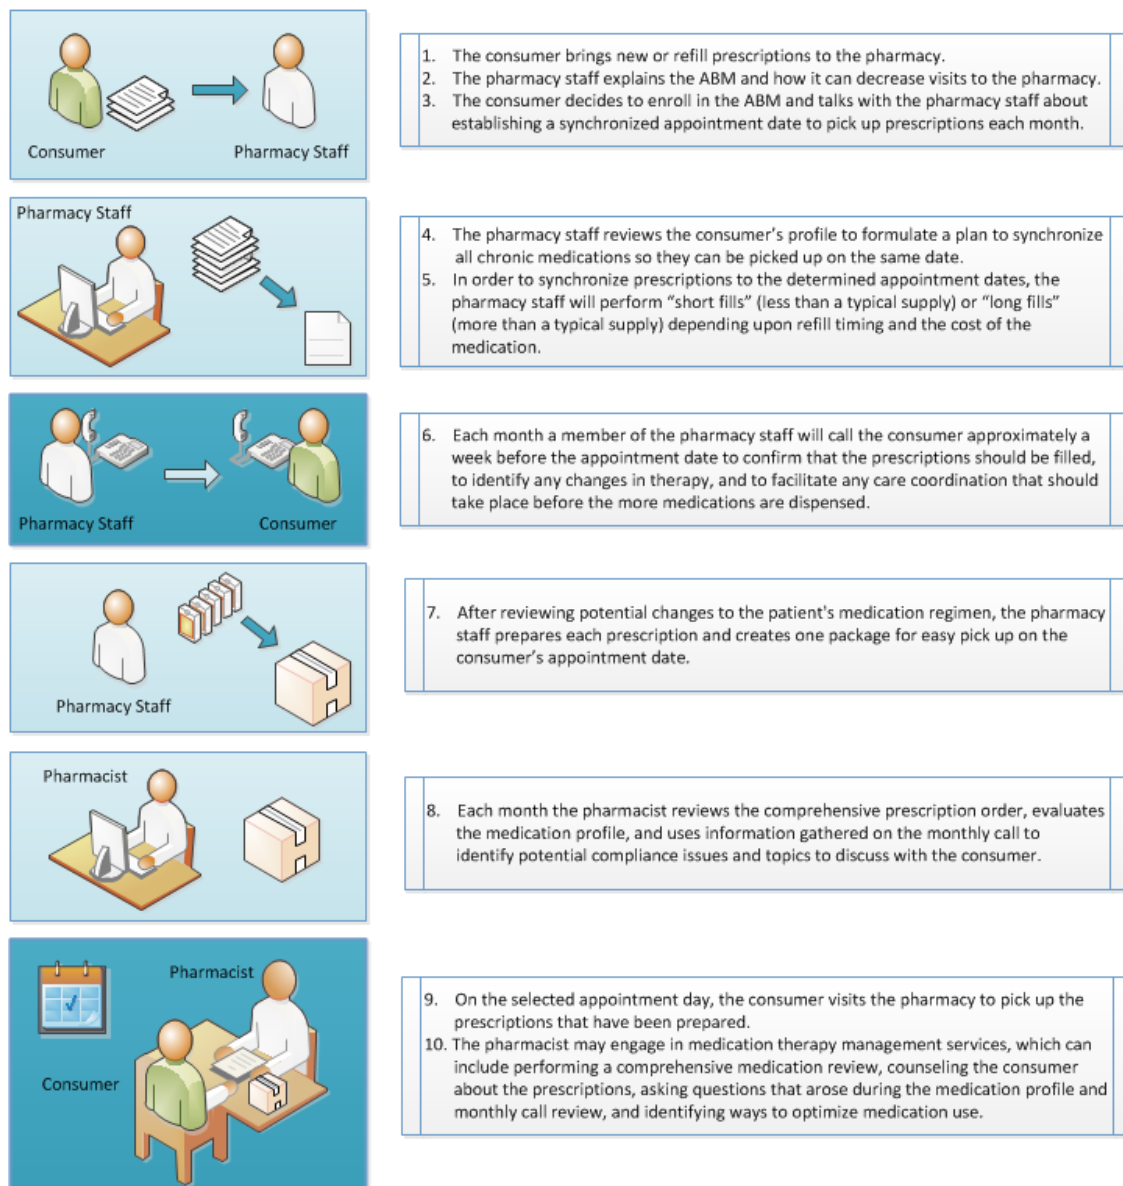 Consumer
Pharmacy Staff
1. The consumer brings new or refill prescriptions to the pharmacy.
2. The pharmacy staff explains the ABM and how it can decrease visits to the pharmacy.
3. The consumer decides to enroll in the ABM and talks with the pharmacy staff about
establishing a synchronized appointment date to pick up prescriptions each month.
Pharmacy Staff
4. The pharmacy staff reviews the consumer's profile to formulate a plan to synchronize
all chronic medications so they can be picked up on the same date.
5. In order to synchronize prescriptions to the determined appointment dates, the
pharmacy staff will perform “short fills” (less than a typical supply) or “long fills”
(more than a typical supply) depending upon refill timing and the cost of the
medication.
Pharmacy Staff
Consumer
6. Each month a member of the pharmacy staff will call the consumer approximately a
week before the appointment date to confirm that the prescriptions should be filled,
to identify any changes in therapy, and to facilitate any care coordination that should
take place before the more medications are dispensed.
Pharmacy Staff
7. After reviewing potential changes to the patient's medication regimen, the pharmacy
staff prepares each prescription and creates one package for easy pick up on the
consumer's appointment date.
Pharmacist
8. Each month the pharmacist reviews the comprehensive prescription order, evaluates
the medication profile, and uses information gathered on the monthly call to
identify potential compliance issues and topics to discuss with the consumer.
Pharmacist
Consumer
9. On the selected appointment day, the consumer visits the pharmacy to pick up the
prescriptions that have been prepared.
10. The pharmacist may engage in medication therapy management services, which can
include performing a comprehensive medication review, counseling the consumer
about the prescriptions, asking questions that arose during the medication profile and
monthly call review, and identifying ways to optimize medication use.